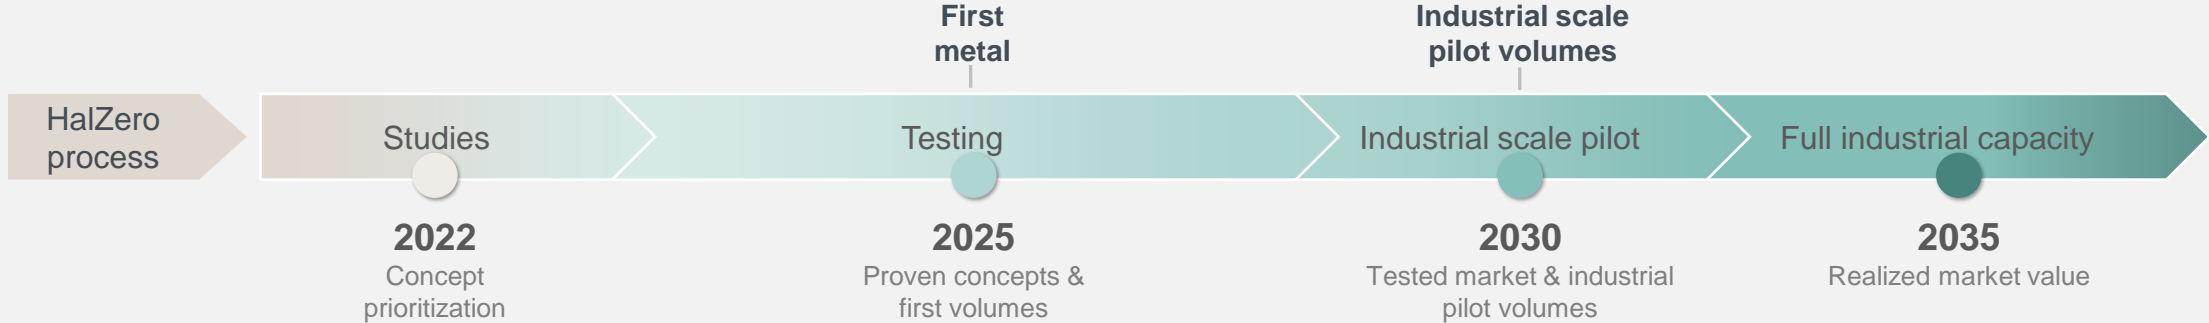 First
metal
Industrial scale
pilot volumes
HalZero
process
Studies
Testing
Industrial scale pilot
Full industrial capacity
2022
Concept
prioritization
2025
Proven concepts &
first volumes
2030
Tested market & industrial
pilot volumes
2035
Realized market value